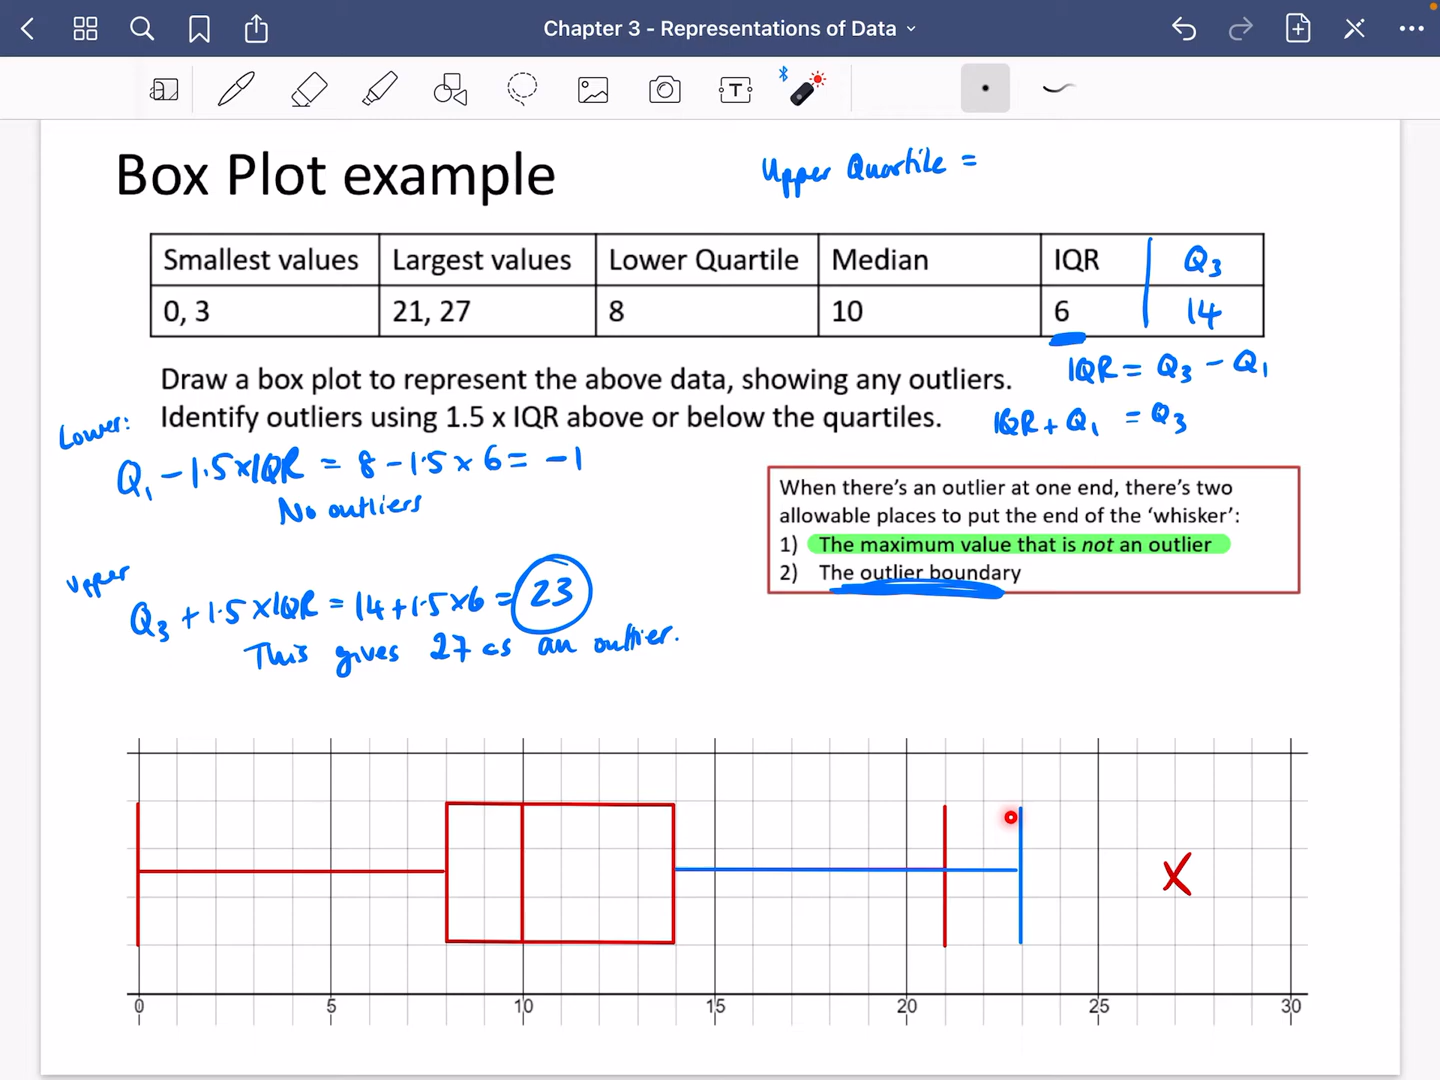 Chapter 3 - Representations of Data
Box Plot example
Upper Quartile =
Smallest values Largest values Lower Quartile Median IQR Q3
0, 3 21, 27 8 10 6 14
IQR = Q3 - Q1
Draw a box plot to represent the above data, showing any outliers.
Identify outliers using 1.5 x IQR above or below the quartiles.
IQR + Q1 = Q3
Lower:
Q1 - 1.5 x IQR = 8 - 1.5 x 6 = -1
No outliers
When there's an outlier at one end, there's two
allowable places to put the end of the 'whisker':
1) The maximum value that is not an outlier
2) The outlier boundary
Upper
Q3 + 1.5 x IQR = 14 + 1.5 x 6 = 23
This gives 27 as an outlier.
0 5 10 15 20 25 30